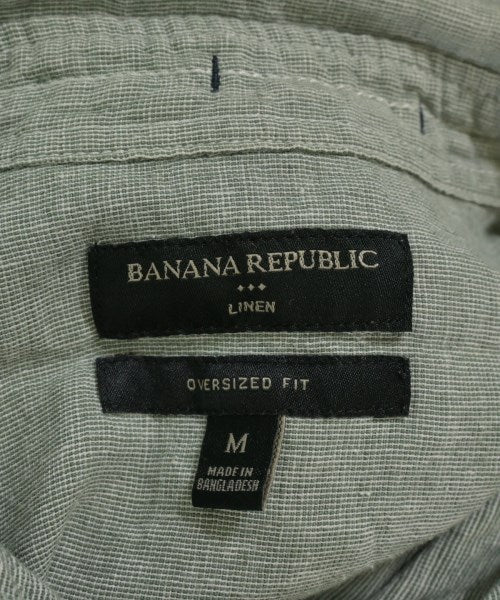 BANANA REPUBLIC
LINEN
OVERSIZED FIT
M
MADE IN
BANGLADESH